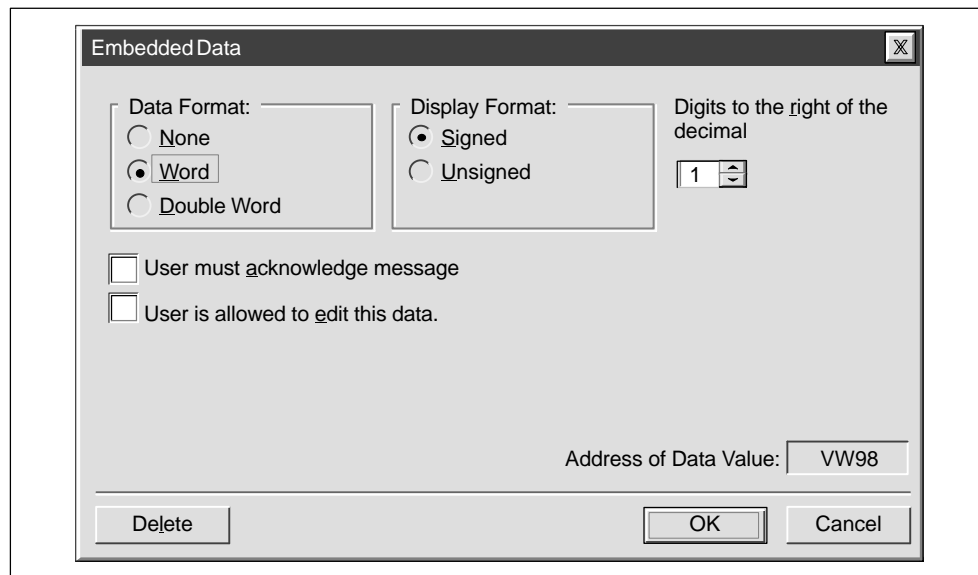 Embedded Data
Data Format:
None
Word
Double Word
Display Format:
Signed
Unsigned
Digits to the right of the
decimal
1
User must acknowledge message
User is allowed to edit this data.
Address of Data Value: VW98
Delete
OK
Cancel